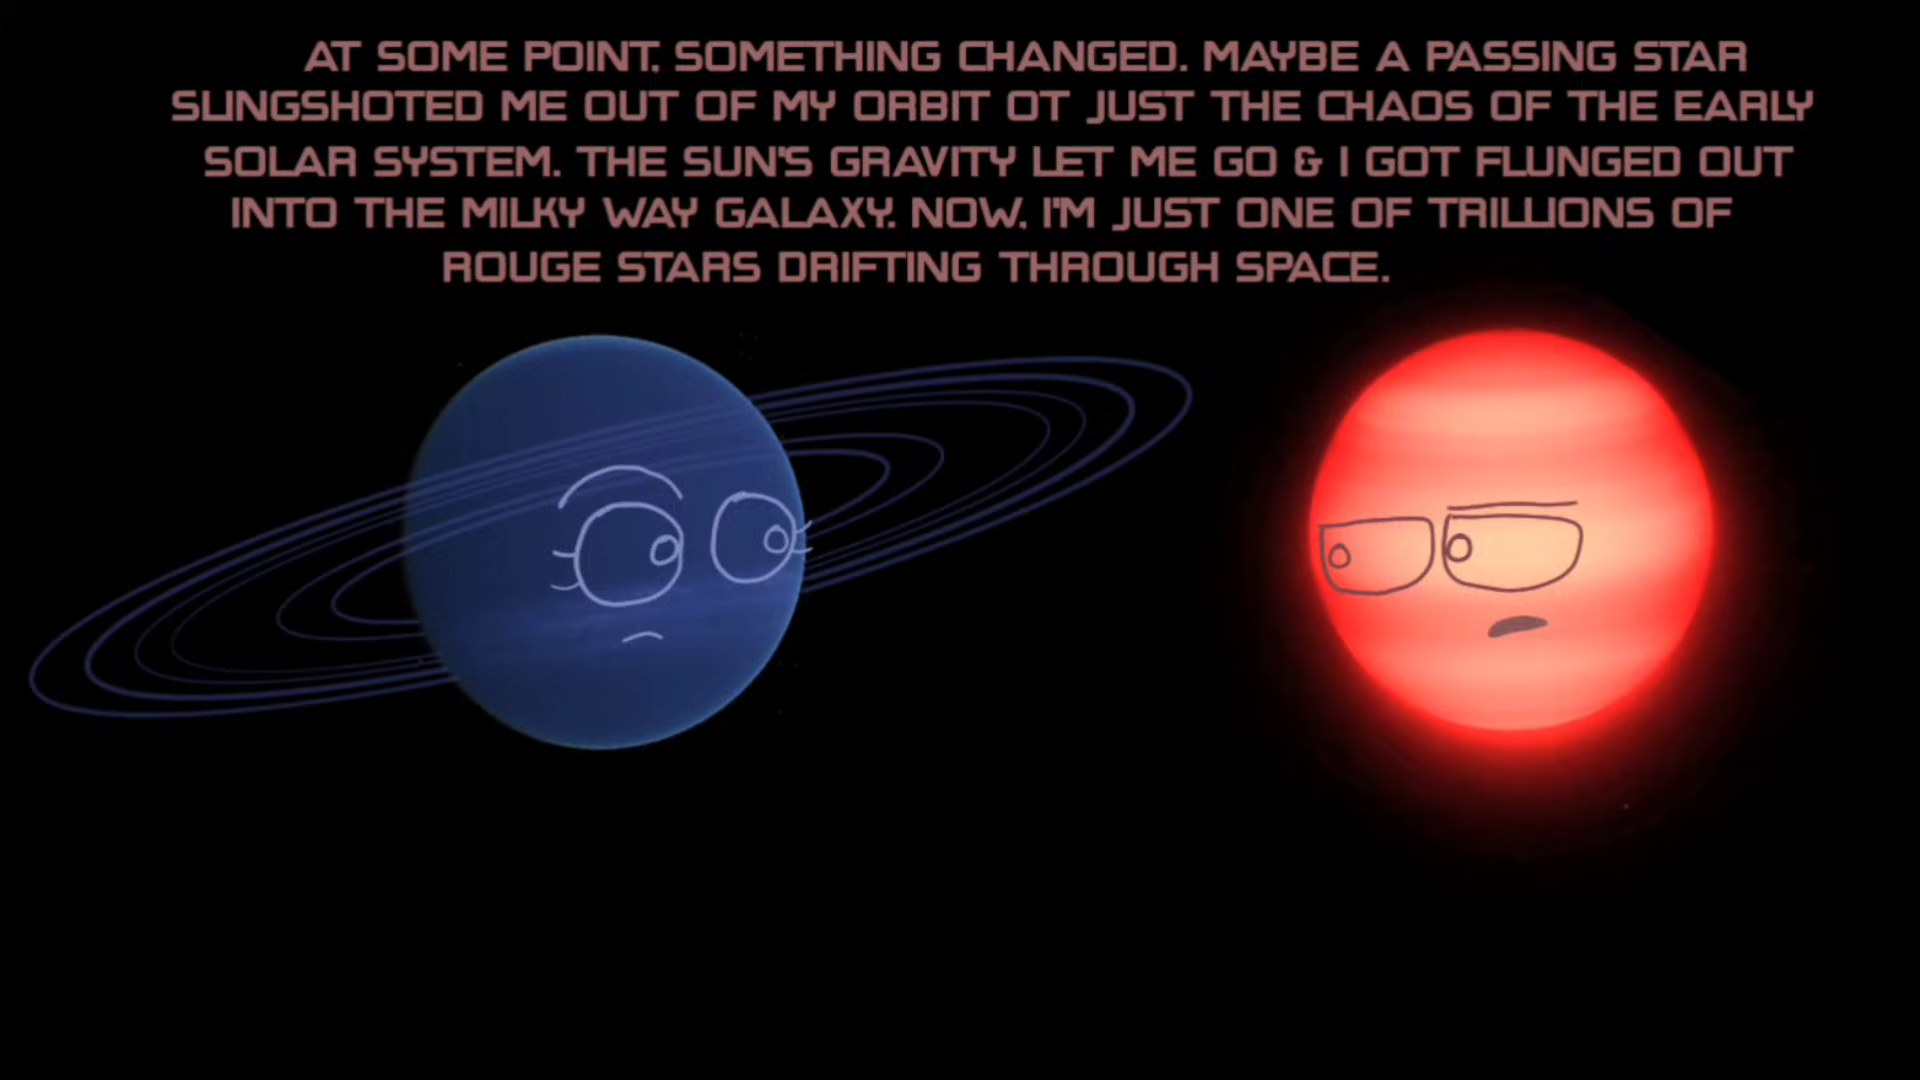 AT SOME POINT, SOMETHING CHANGED. MAYBE A PASSING STAR
SLINGSHOTED ME OUT OF MY ORBIT OT JUST THE CHAOS OF THE EARLY
SOLAR SYSTEM. THE SUN'S GRAVITY LET ME GO & I GOT FLUNGED OUT
INTO THE MILKY WAY GALAXY. NOW, I'M JUST ONE OF TRILLIONS OF
ROUGE STARS DRIFTING THROUGH SPACE.